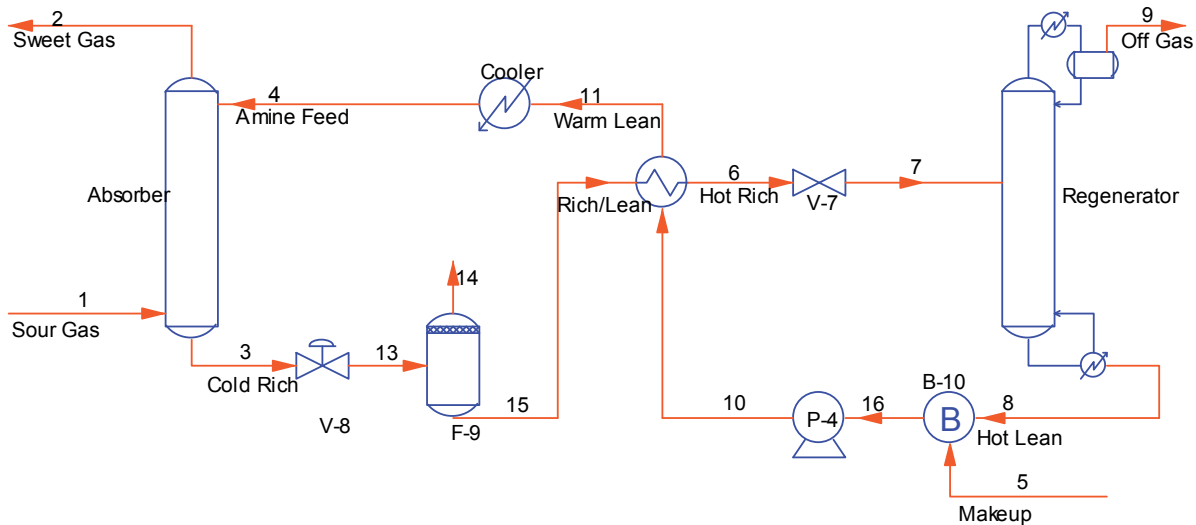 2
Sweet Gas
9
Off Gas
Cooler
4
Amine Feed
11
Warm Lean
Absorber
Rich/Lean
6
Hot Rich
V-7
7
Regenerator
1
Sour Gas
14
3
Cold Rich
13
V-8
F-9
15
10
P-4
16
B-10
B
8
Hot Lean
5
Makeup